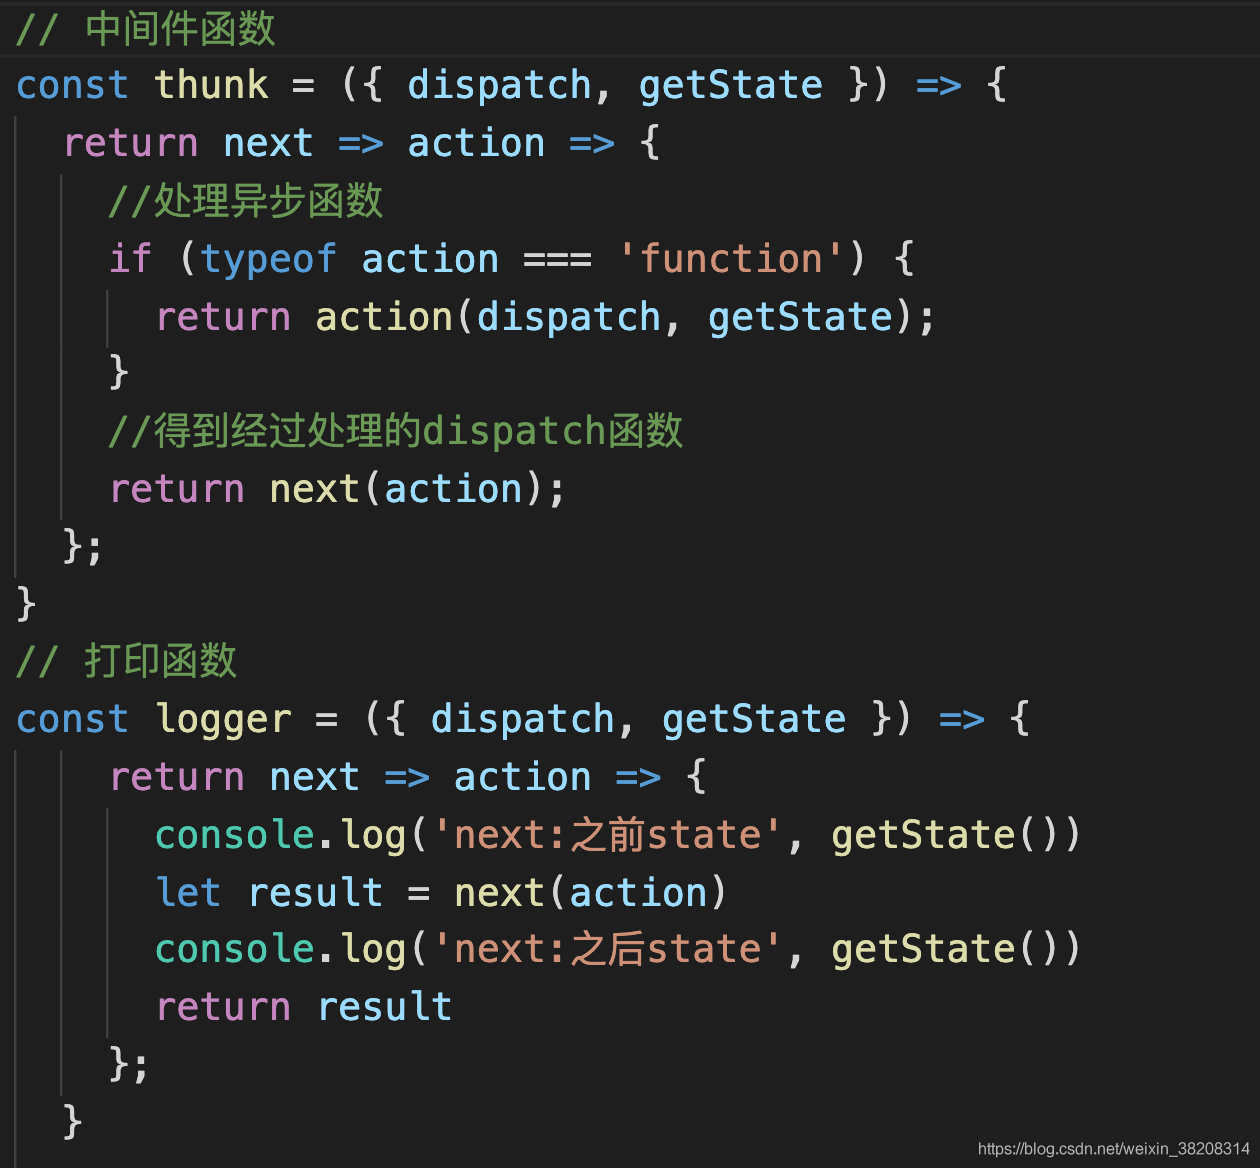 // 中间件函数
const thunk = ({ dispatch, getState }) => {
  return next => action => {
    //处理异步函数
    if (typeof action === 'function') {
      return action(dispatch, getState);
    }
    //得到经过处理的dispatch函数
    return next(action);
  };
}
// 打印函数
const logger = ({ dispatch, getState }) => {
    return next => action => {
      console.log('next:之前state', getState())
      let result = next(action)
      console.log('next:之后state', getState())
      return result
    };
  }
https://blog.csdn.net/weixin_38208314